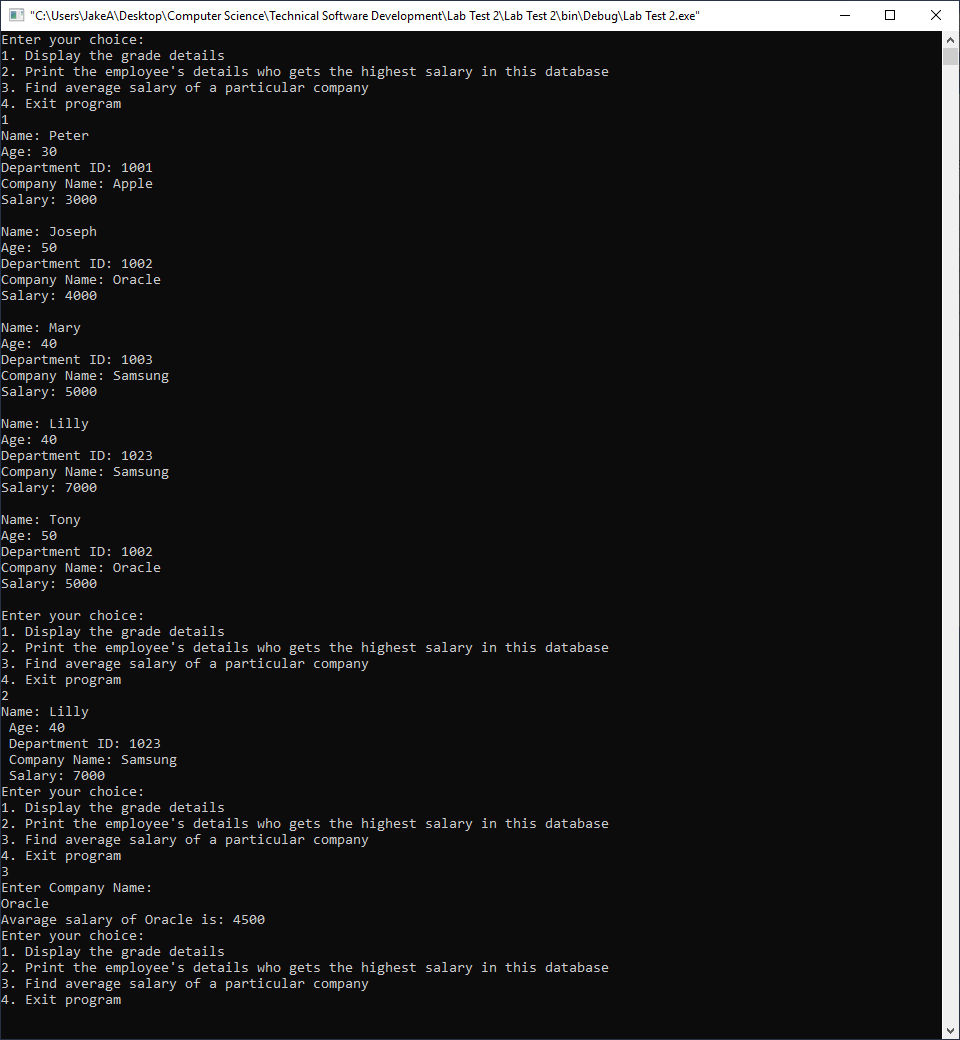 "C:\Users\JakeA\Desktop\Computer Science\Technical Software Development\Lab Test 2\Lab Test 2\bin\Debug\Lab Test 2.exe"
Enter your choice:
1. Display the grade details
2. Print the employee's details who gets the highest salary in this database
3. Find average salary of a particular company
4. Exit program
1
Name: Peter
Age: 30
Department ID: 1001
Company Name: Apple
Salary: 3000

Name: Joseph
Age: 50
Department ID: 1002
Company Name: Oracle
Salary: 4000

Name: Mary
Age: 40
Department ID: 1003
Company Name: Samsung
Salary: 5000

Name: Lilly
Age: 40
Department ID: 1023
Company Name: Samsung
Salary: 7000

Name: Tony
Age: 50
Department ID: 1002
Company Name: Oracle
Salary: 5000

Enter your choice:
1. Display the grade details
2. Print the employee's details who gets the highest salary in this database
3. Find average salary of a particular company
4. Exit program
2
Name: Lilly
 Age: 40
 Department ID: 1023
 Company Name: Samsung
 Salary: 7000
Enter your choice:
1. Display the grade details
2. Print the employee's details who gets the highest salary in this database
3. Find average salary of a particular company
4. Exit program
3
Enter Company Name:
Oracle
Avarage salary of Oracle is: 4500
Enter your choice:
1. Display the grade details
2. Print the employee's details who gets the highest salary in this database
3. Find average salary of a particular company
4. Exit program